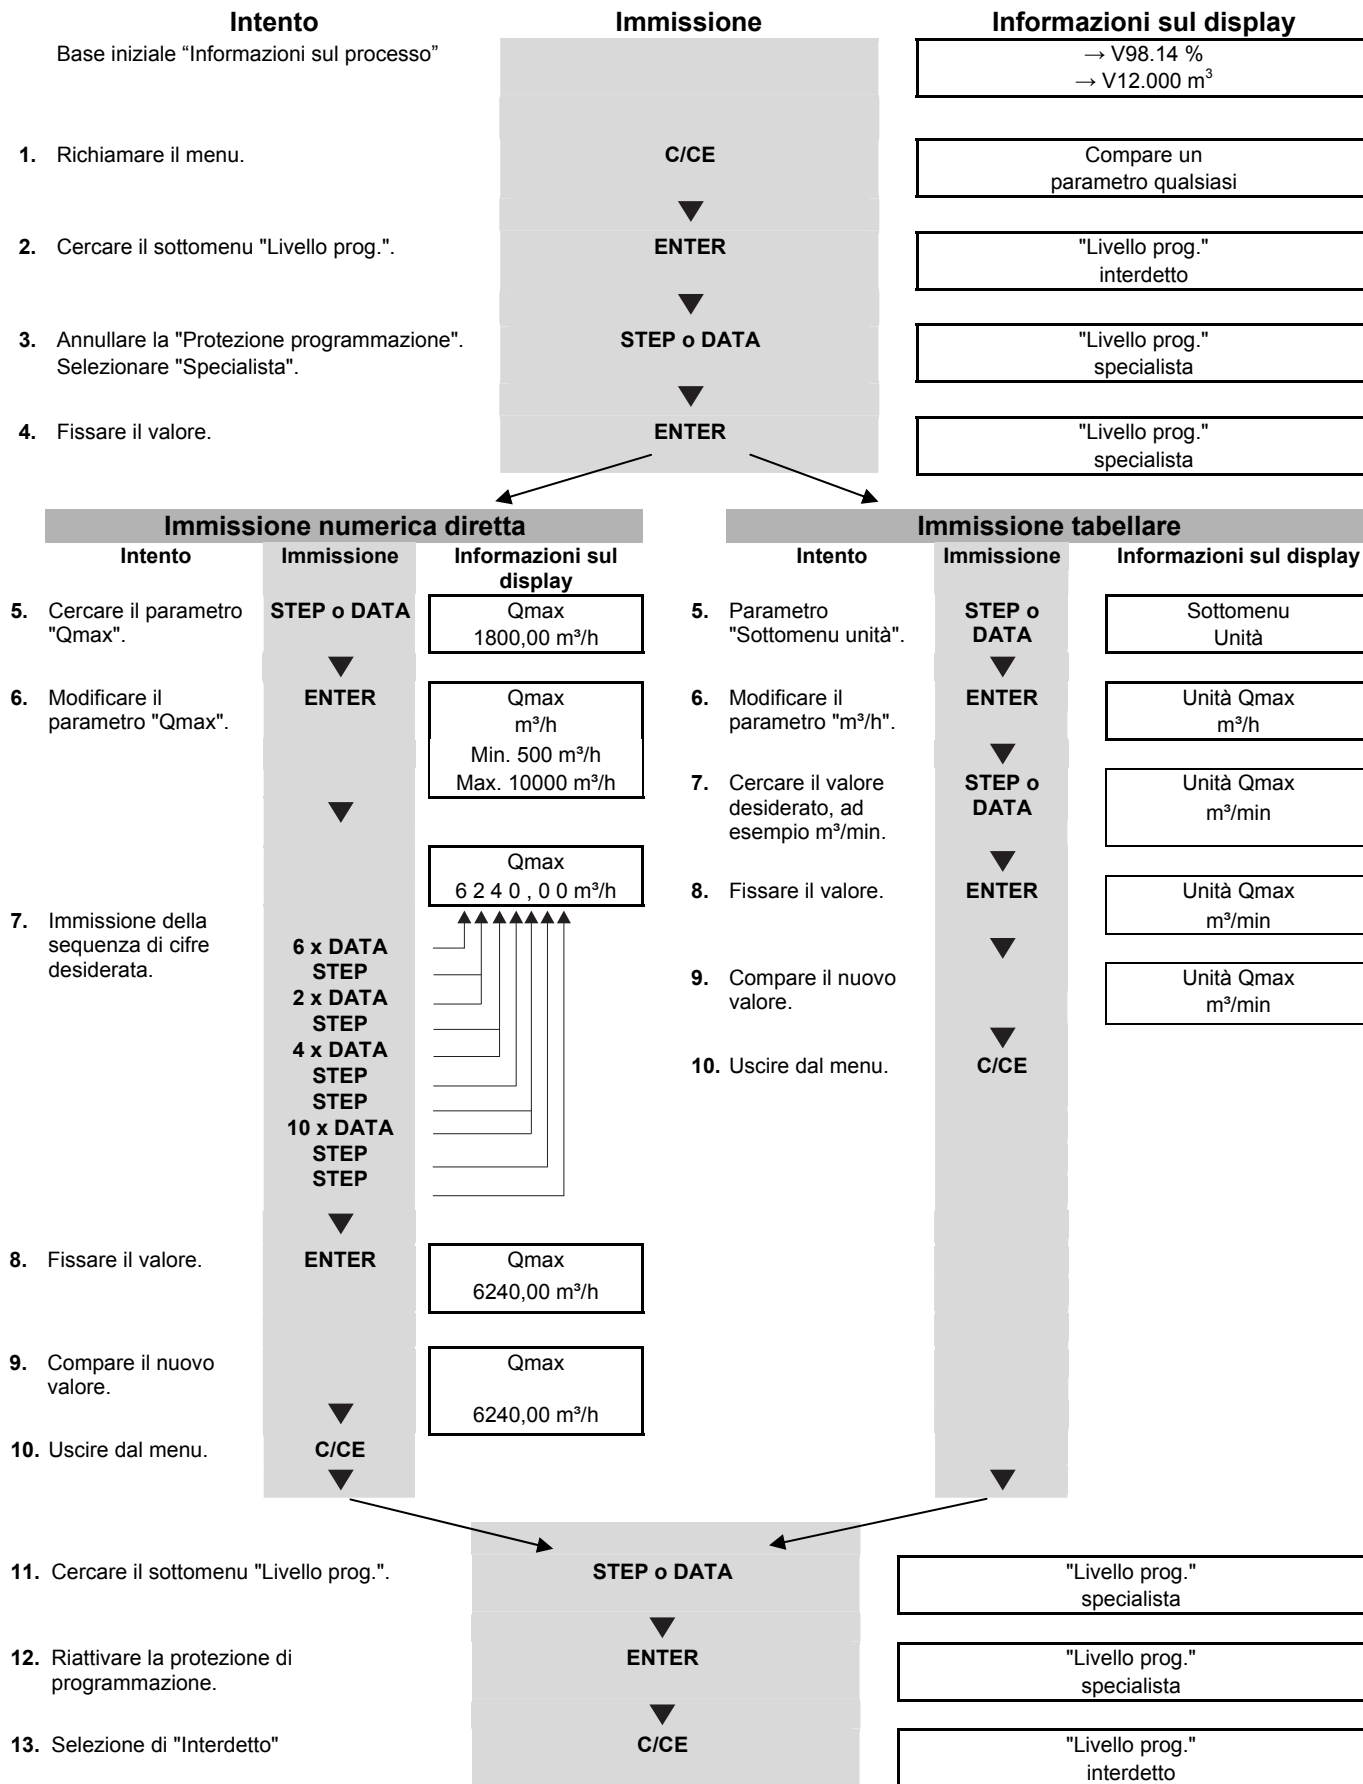 Intento Immissione Informazioni sul display
Base iniziale “Informazioni sul processo”
→ V98.14 %
→ V12.000 m³
1. Richiamare il menu. C/CE Compare un
parametro qualsiasi
2. Cercare il sottomenu "Livello prog.". ENTER "Livello prog."
interdetto
3. Annullare la "Protezione programmazione". STEP o DATA "Livello prog."
Selezionare "Specialista". specialista
4. Fissare il valore. ENTER "Livello prog."
specialista
Immissione numerica diretta
Intento Immissione Informazioni sul
display
5. Cercare il parametro STEP o DATA Qmax
"Qmax". 1800,00 m³/h
6. Modificare il ENTER Qmax
parametro "Qmax". m³/h
Min. 500 m³/h
Max. 10000 m³/h
Qmax
6 2 4 0 , 0 0 m³/h
7. Immissione della
sequenza di cifre
desiderata.
6 x DATA
STEP
2 x DATA
STEP
4 x DATA
STEP
STEP
10 x DATA
STEP
STEP
8. Fissare il valore. ENTER Qmax
6240,00 m³/h
9. Compare il nuovo Qmax
valore.
6240,00 m³/h
10. Uscire dal menu. C/CE
Immissione tabellare
Intento Immissione Informazioni sul display
5. Parametro STEP o Sottomenu
"Sottomenu unità". DATA Unità
6. Modificare il ENTER Unità Qmax
parametro "m³/h". m³/h
7. Cercare il valore STEP o Unità Qmax
desiderato, ad DATA m³/min
esempio m³/min.
8. Fissare il valore. ENTER Unità Qmax
m³/min
9. Compare il nuovo Unità Qmax
valore. m³/min
10. Uscire dal menu. C/CE
11. Cercare il sottomenu "Livello prog.". STEP o DATA "Livello prog."
specialista
12. Riattivare la protezione di ENTER "Livello prog."
programmazione. specialista
13. Selezione di "Interdetto" C/CE "Livello prog."
interdetto